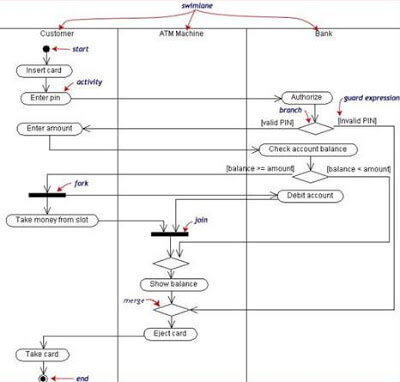 swimlane
Customer
ATM Machine
Bank
start
Insert card
activity
Enter pin
Authorize
guard expression
branch
Enter amount
[valid PIN]
[Invalid PIN]
Check account balance
[balance >= amount]
[balance < amount]
fork
Debit account
Take money from slot
join
Show balance
merge
Eject card
Take card
end